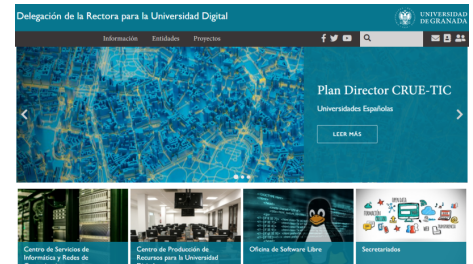 Delegación de la Rectora para la Universidad Digital
UNIVERSIDAD
DE GRANADA
Información Entidades Proyectos
Plan Director CRUE-TIC
Universidades Españolas
LEER MÁS
Centro de Servicios de
Informática y Redes de
Centro de Producción de
Recursos para la Universidad
Oficina de Software Libre
Secretariados